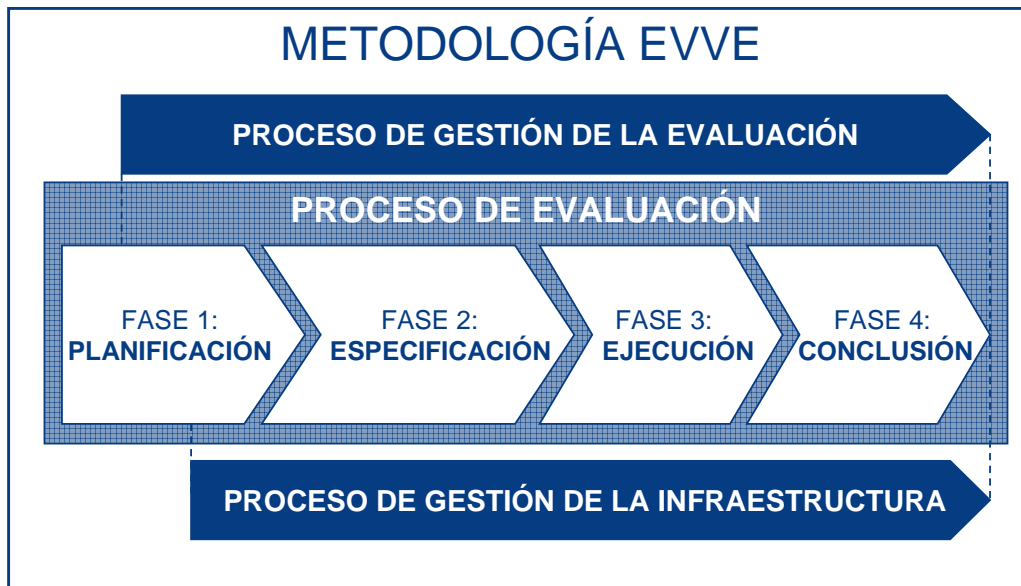 METODOLOGÍA EVVE
PROCESO DE GESTIÓN DE LA EVALUACIÓN
PROCESO DE EVALUACIÓN
FASE 1:
PLANIFICACIÓN
FASE 2:
ESPECIFICACIÓN
FASE 3:
EJECUCIÓN
FASE 4:
CONCLUSIÓN
PROCESO DE GESTIÓN DE LA INFRAESTRUCTURA